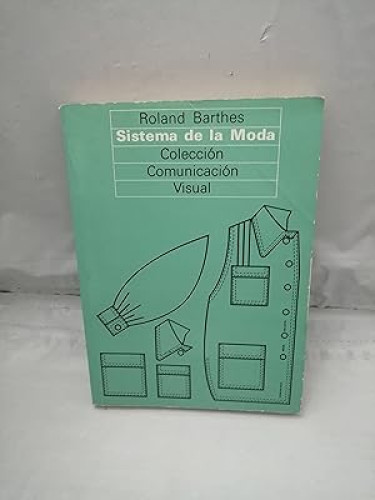 Roland Barthes
Sistema de la Moda
Colección
Comunicación
Visual